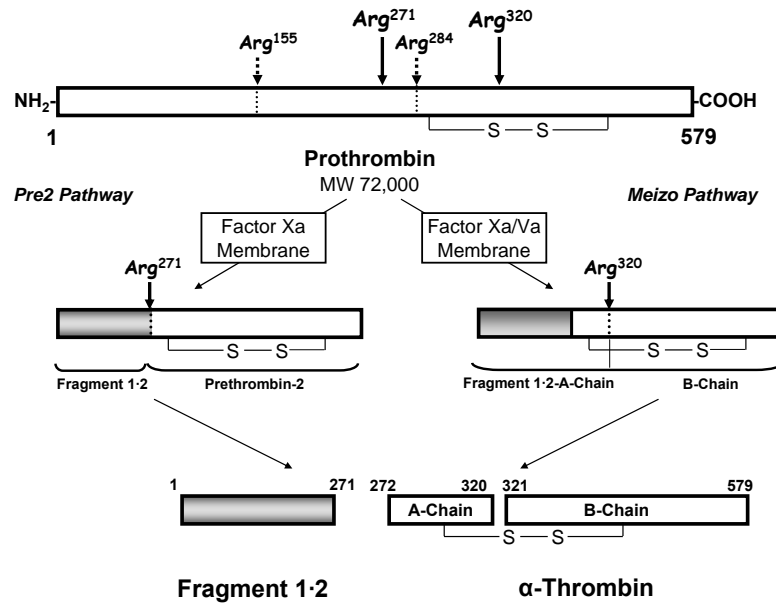 Arg271
Arg320
Arg155
Arg284
NH2-
-COOH
1
579
S S
Prothrombin
MW 72,000
Pre2 Pathway
Meizo Pathway
Factor Xa
Membrane
Factor Xa/Va
Membrane
Arg271
Arg320
S S
S S
Fragment 1·2
Prethrombin-2
Fragment 1·2-A-Chain
B-Chain
1
271
272
320
321
579
A-Chain
B-Chain
S S
Fragment 1·2
α-Thrombin